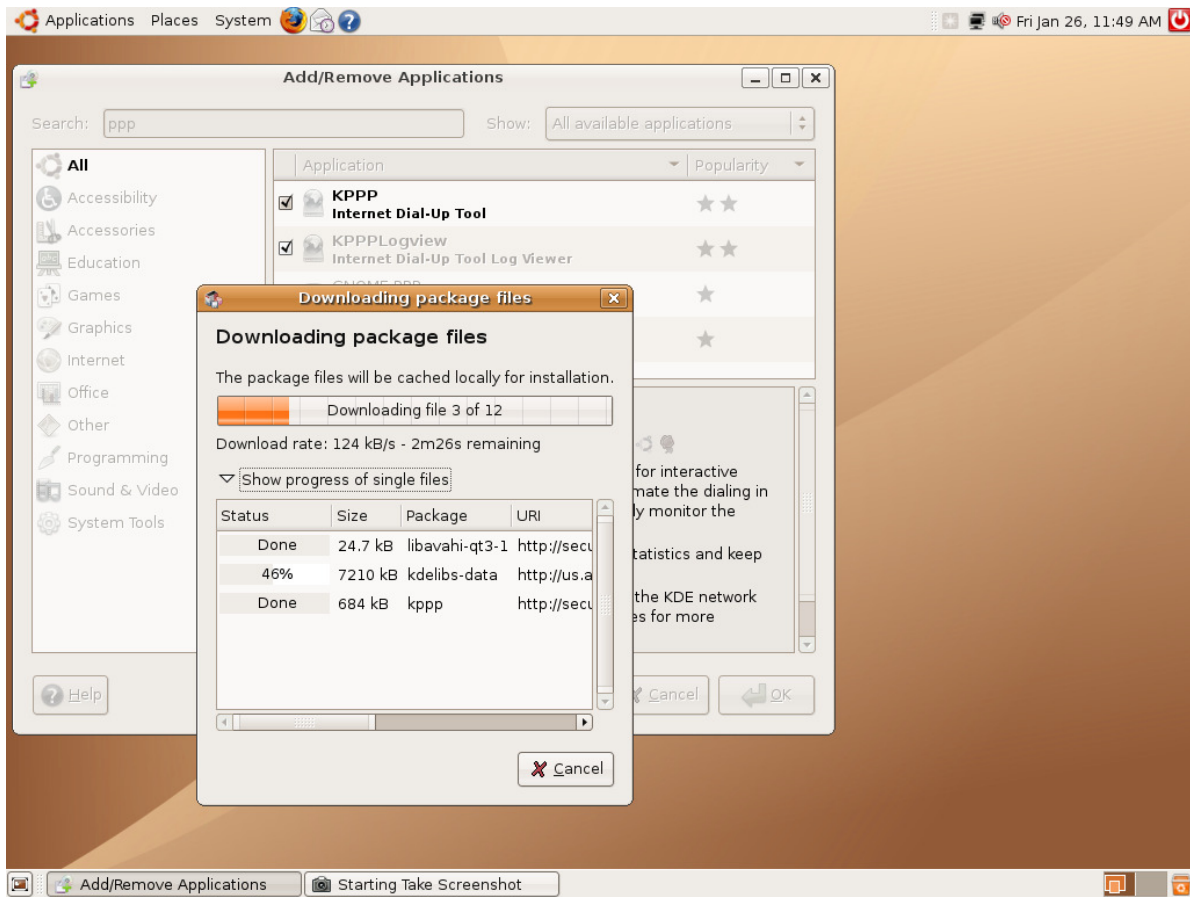 Applications Places System
Fri Jan 26, 11:49 AM
Add/Remove Applications
Search: ppp
Show: All available applications
All
Accessibility
Accessories
Education
Games
Graphics
Internet
Office
Other
Programming
Sound & Video
System Tools
Application Popularity
KPPP
Internet Dial-Up Tool
KPPPLogview
Internet Dial-Up Tool Log Viewer
Downloading package files
Downloading package files
The package files will be cached locally for installation.
Downloading file 3 of 12
Download rate: 124 kB/s - 2m26s remaining
Show progress of single files
Status Size Package URI
Done 24.7 kB libavahi-qt3-1 http://secu
46% 7210 kB kdelibs-data http://us.a
Done 684 kB kppp http://secu
Cancel
for interactive
mate the dialing in
ly monitor the
tatistics and keep
the KDE network
es for more
Help
Cancel
OK
Add/Remove Applications
Starting Take Screenshot